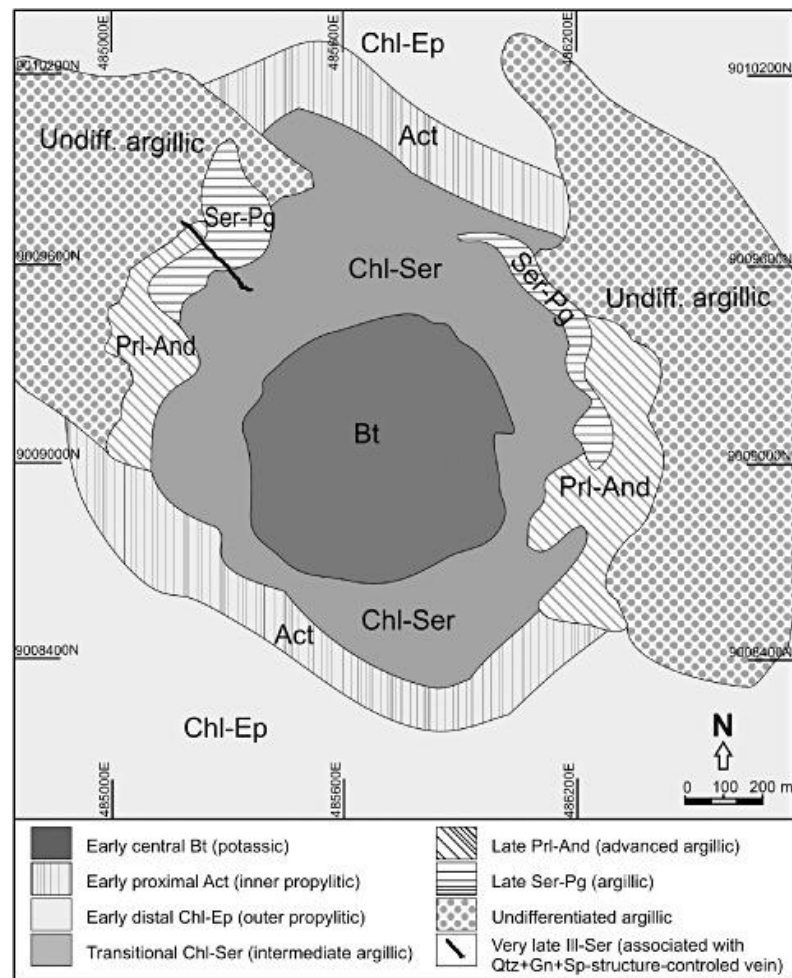 486000E
485600E
486200E
Chl-Ep
9010200N
9010200N
Undiff. argillic
Act
Ser-Pg
9009600N
Chl-Ser
9009600N
Ser-Pg
Undiff. argillic
Prl-And
Bt
9009000N
9009000N
Prl-And
Chl-Ser
Act
9008400N
9008400N
Chl-Ep
N
485000E
485600E
486200E
0 100 200 m
Early central Bt (potassic)
Early proximal Act (inner propylitic)
Early distal Chl-Ep (outer propylitic)
Transitional Chl-Ser (intermediate argillic)
Late Prl-And (advanced argillic)
Late Ser-Pg (argillic)
Undifferentiated argillic
Very late Ill-Ser (associated with
Qtz+Gn+Sp-structure-controled vein)